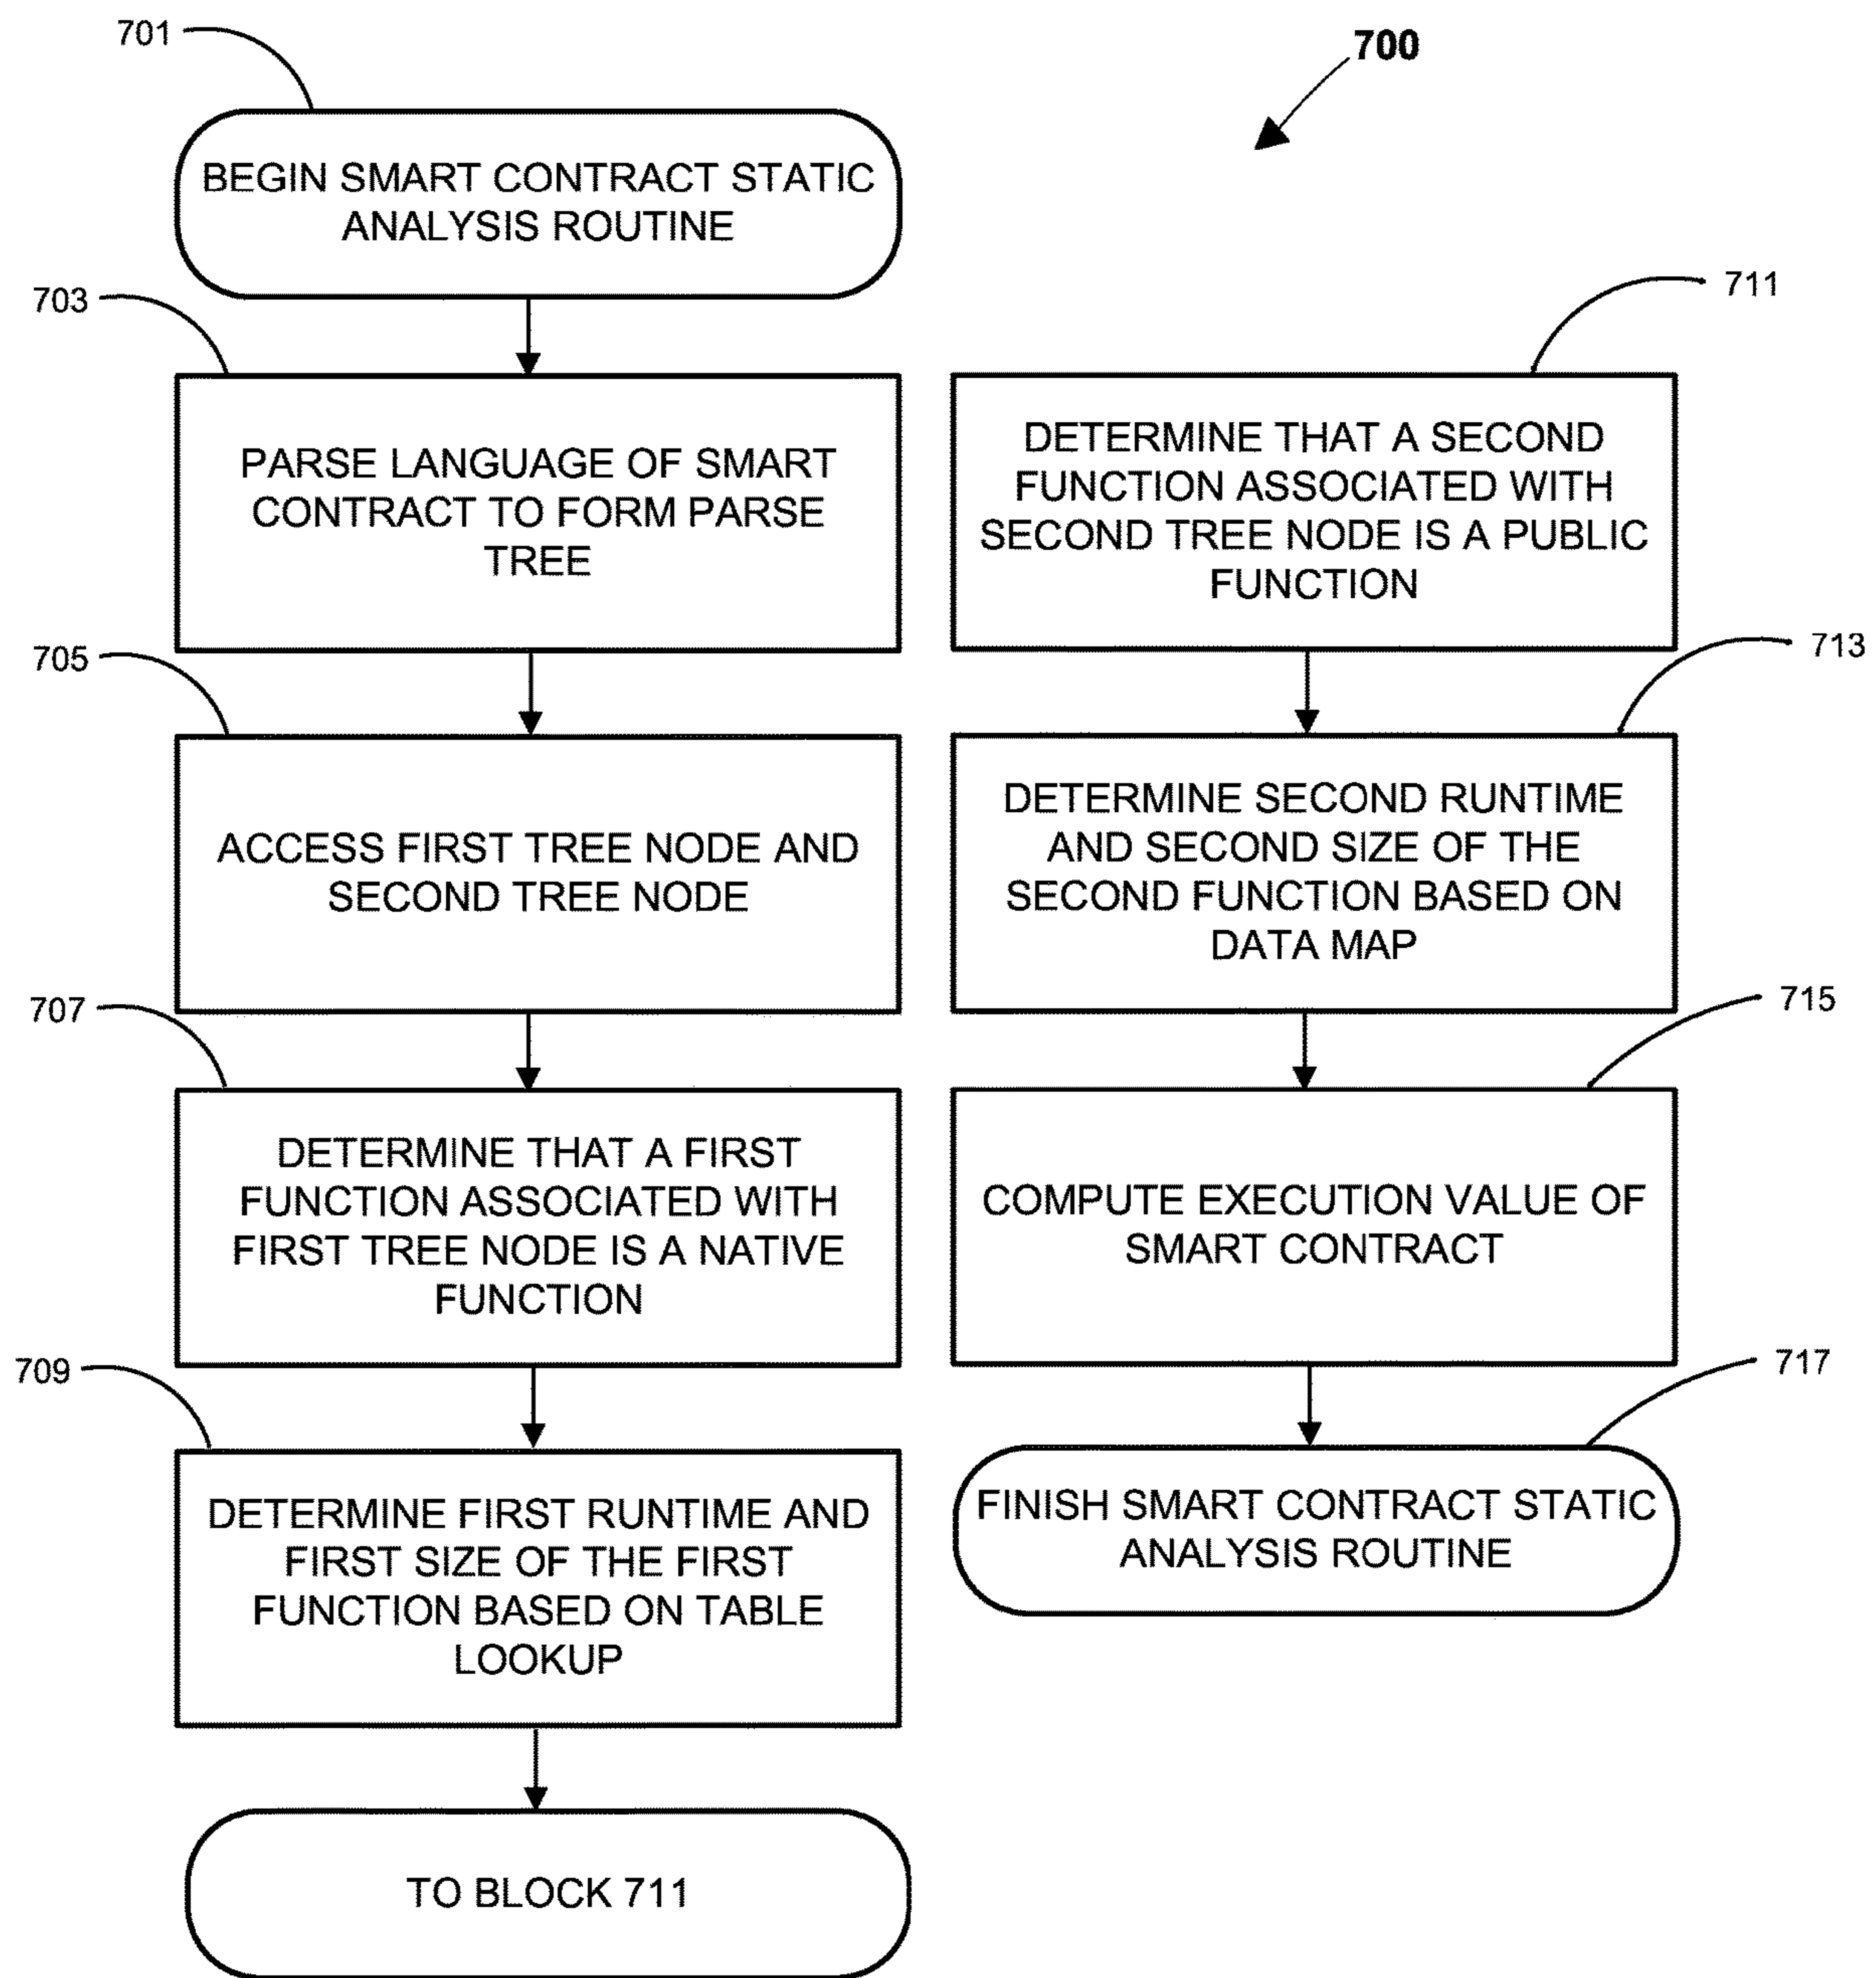 701
700
BEGIN SMART CONTRACT STATIC
ANALYSIS ROUTINE
703
PARSE LANGUAGE OF SMART
CONTRACT TO FORM PARSE
TREE
705
ACCESS FIRST TREE NODE AND
SECOND TREE NODE
707
DETERMINE THAT A FIRST
FUNCTION ASSOCIATED WITH
FIRST TREE NODE IS A NATIVE
FUNCTION
709
DETERMINE FIRST RUNTIME AND
FIRST SIZE OF THE FIRST
FUNCTION BASED ON TABLE
LOOKUP
TO BLOCK 711
711
DETERMINE THAT A SECOND
FUNCTION ASSOCIATED WITH
SECOND TREE NODE IS A PUBLIC
FUNCTION
713
DETERMINE SECOND RUNTIME
AND SECOND SIZE OF THE
SECOND FUNCTION BASED ON
DATA MAP
715
COMPUTE EXECUTION VALUE OF
SMART CONTRACT
717
FINISH SMART CONTRACT STATIC
ANALYSIS ROUTINE